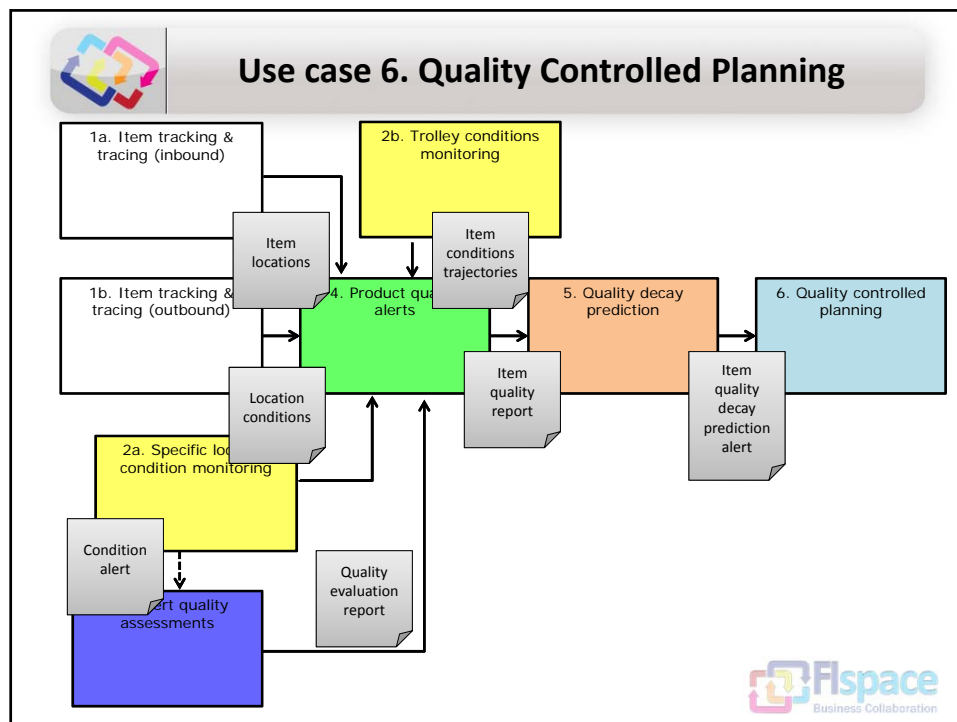 Use case 6. Quality Controlled Planning
1a. Item tracking &
tracing (inbound)
2b. Trolley conditions
monitoring
Item
locations
Item
conditions
trajectories
1b. Item tracking &
tracing (outbound)
4. Product qu
alerts
5. Quality decay
prediction
6. Quality controlled
planning
Location
conditions
Item
quality
report
Item
quality
decay
prediction
alert
2a. Specific lo
condition monitoring
Condition
alert
Quality
evaluation
report
ert quality
assessments
FIspace
Business Collaboration